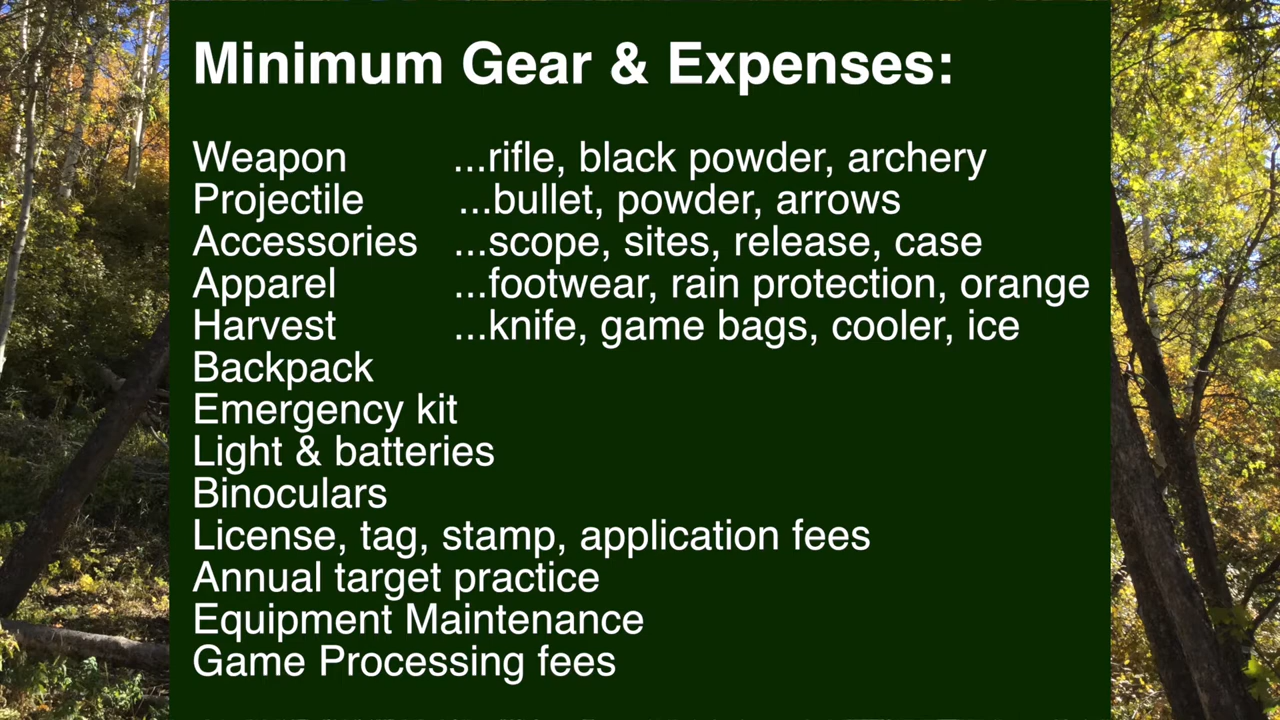 Minimum Gear & Expenses:
Weapon ...rifle, black powder, archery
Projectile ...bullet, powder, arrows
Accessories ...scope, sites, release, case
Apparel ...footwear, rain protection, orange
Harvest ...knife, game bags, cooler, ice
Backpack
Emergency kit
Light & batteries
Binoculars
License, tag, stamp, application fees
Annual target practice
Equipment Maintenance
Game Processing fees